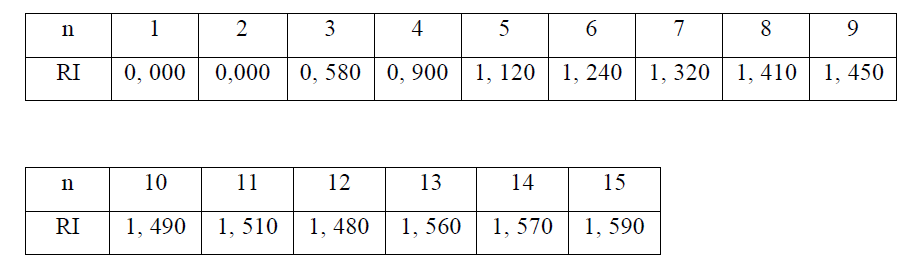 n 1 2 3 4 5 6 7 8 9
RI 0, 000 0,000 0, 580 0, 900 1, 120 1, 240 1, 320 1, 410 1, 450
n 10 11 12 13 14 15
RI 1, 490 1, 510 1, 480 1, 560 1, 570 1, 590